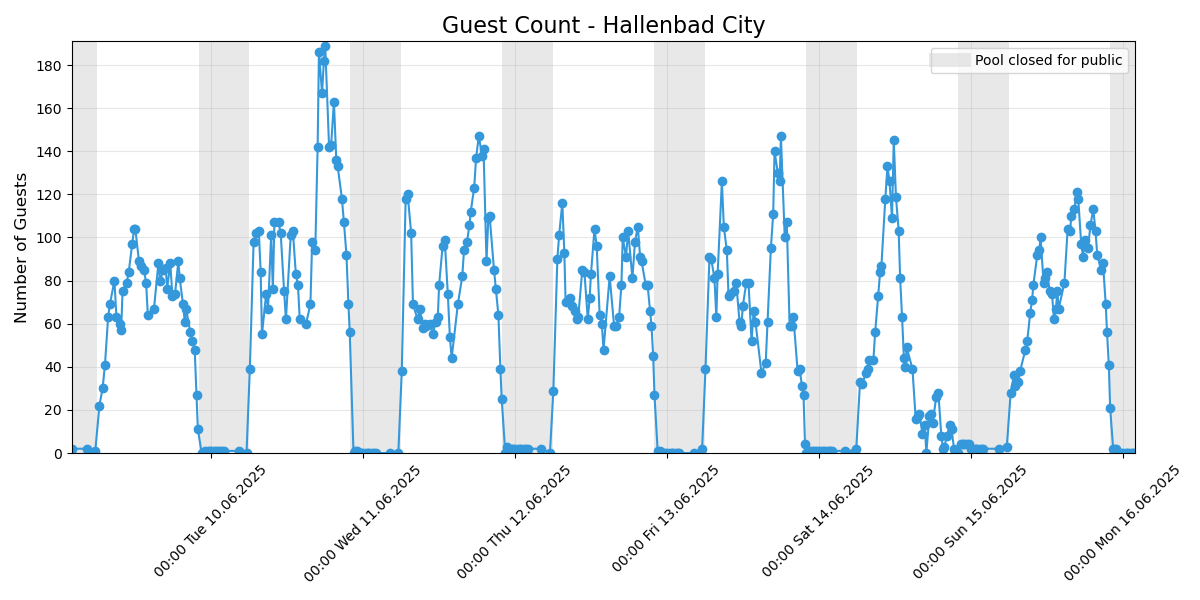 Guest Count - Hallenbad City
Pool closed for public
Number of Guests
180
160
140
120
100
80
60
40
20
0
00:00 Tue 10.06.2025
00:00 Wed 11.06.2025
00:00 Thu 12.06.2025
00:00 Fri 13.06.2025
00:00 Sat 14.06.2025
00:00 Sun 15.06.2025
00:00 Mon 16.06.2025